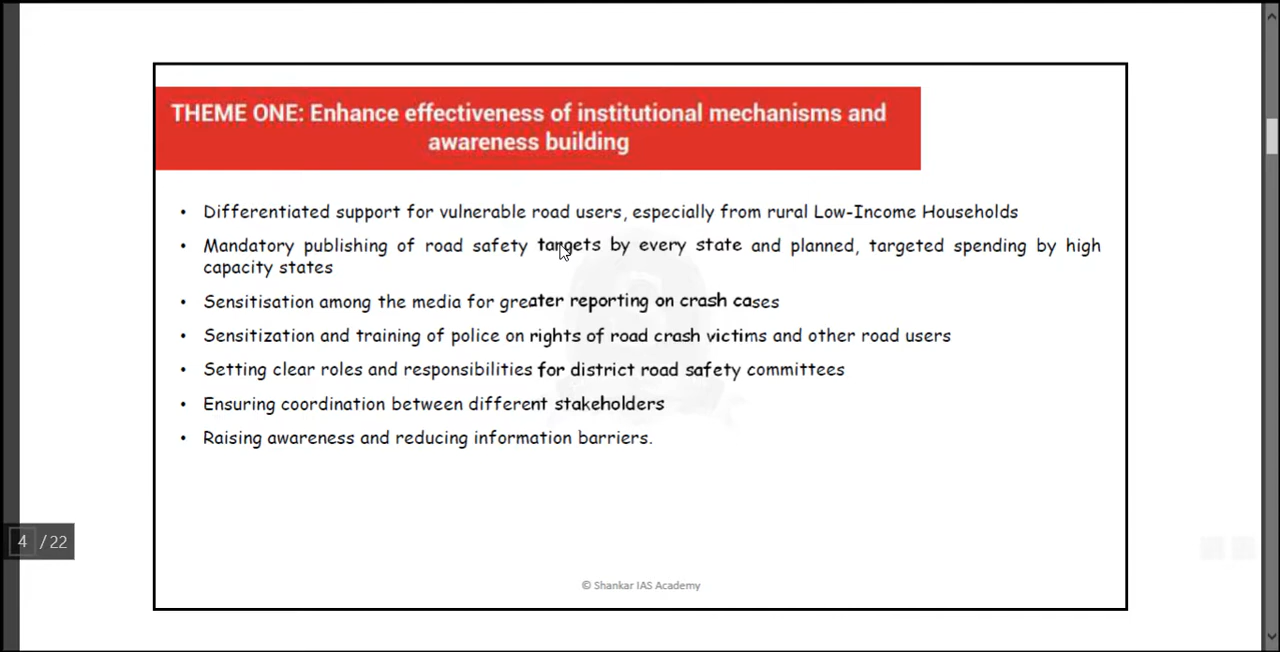 THEME ONE: Enhance effectiveness of institutional mechanisms and
awareness building
• Differentiated support for vulnerable road users, especially from rural Low-Income Households
• Mandatory publishing of road safety targets by every state and planned, targeted spending by high
capacity states
• Sensitisation among the media for greater reporting on crash cases
• Sensitization and training of police on rights of road crash victims and other road users
• Setting clear roles and responsibilities for district road safety committees
• Ensuring coordination between different stakeholders
• Raising awareness and reducing information barriers.
4 / 22
© Shankar IAS Academy